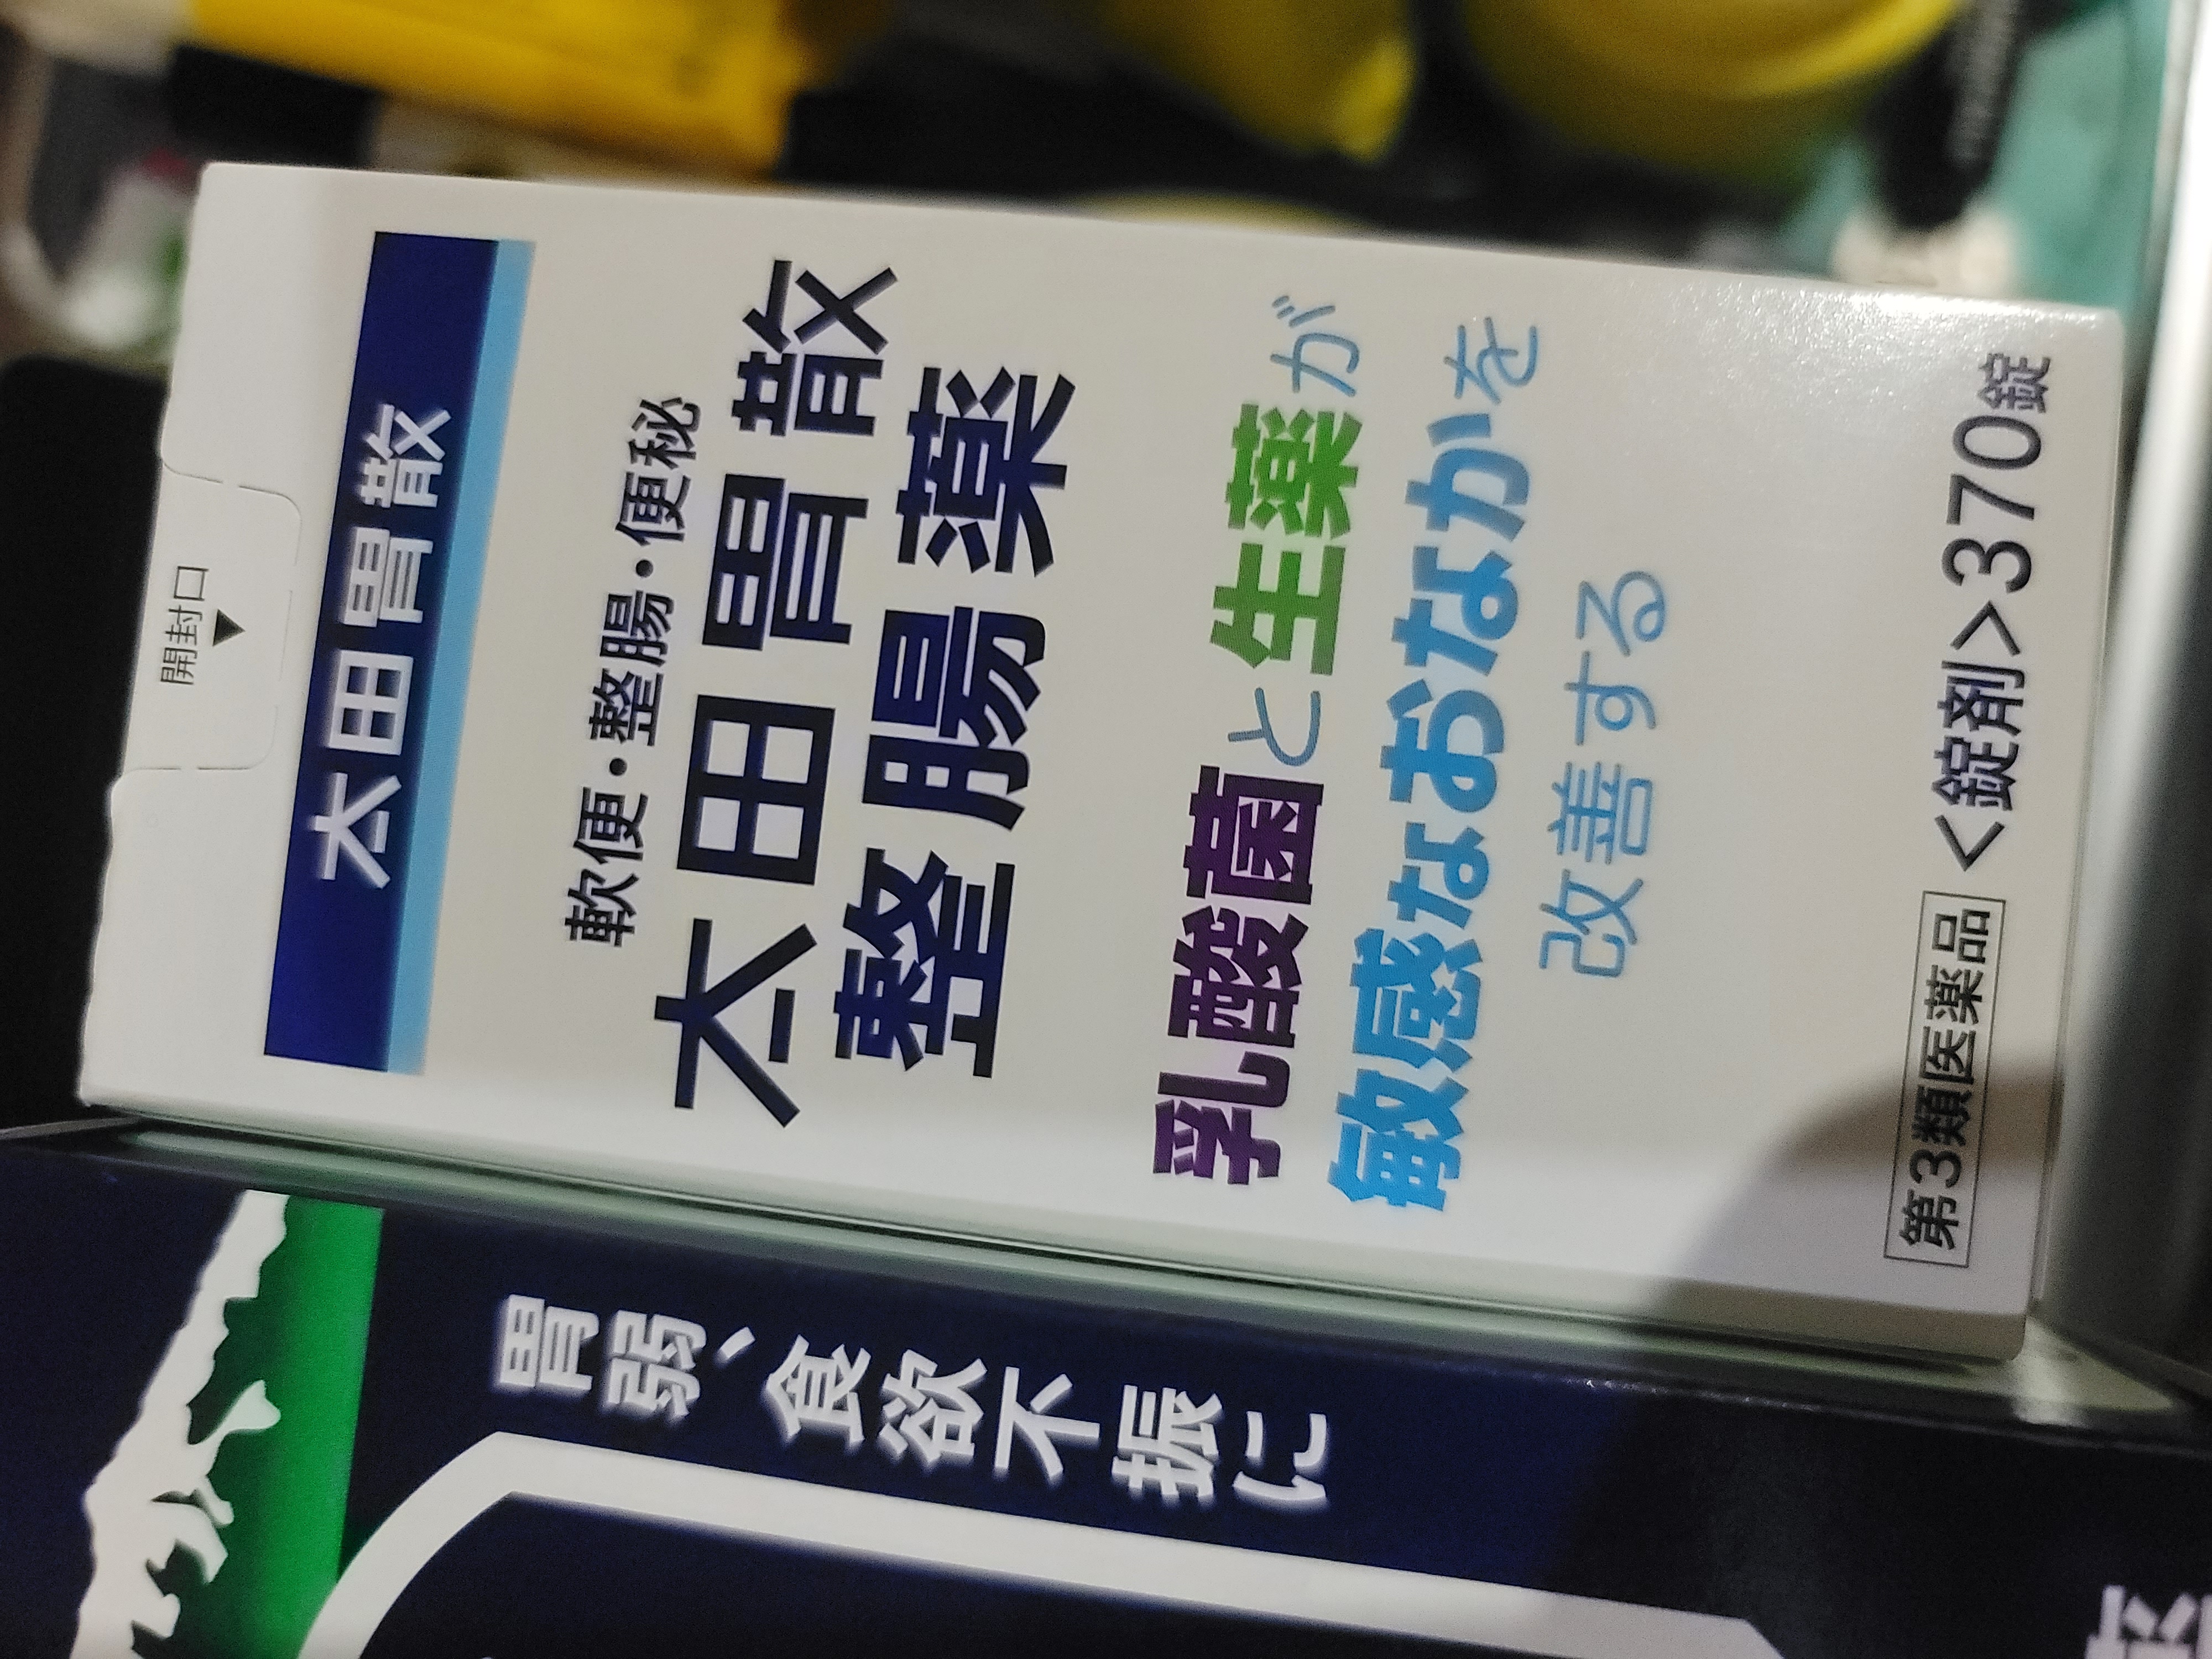 開封口
太田胃散
軟便・整腸・便秘
太田胃散
整腸薬
乳酸菌と生薬が
敏感なおなかを
改善する
第3類医薬品 <錠剤>370錠
胃弱、食欲不振に